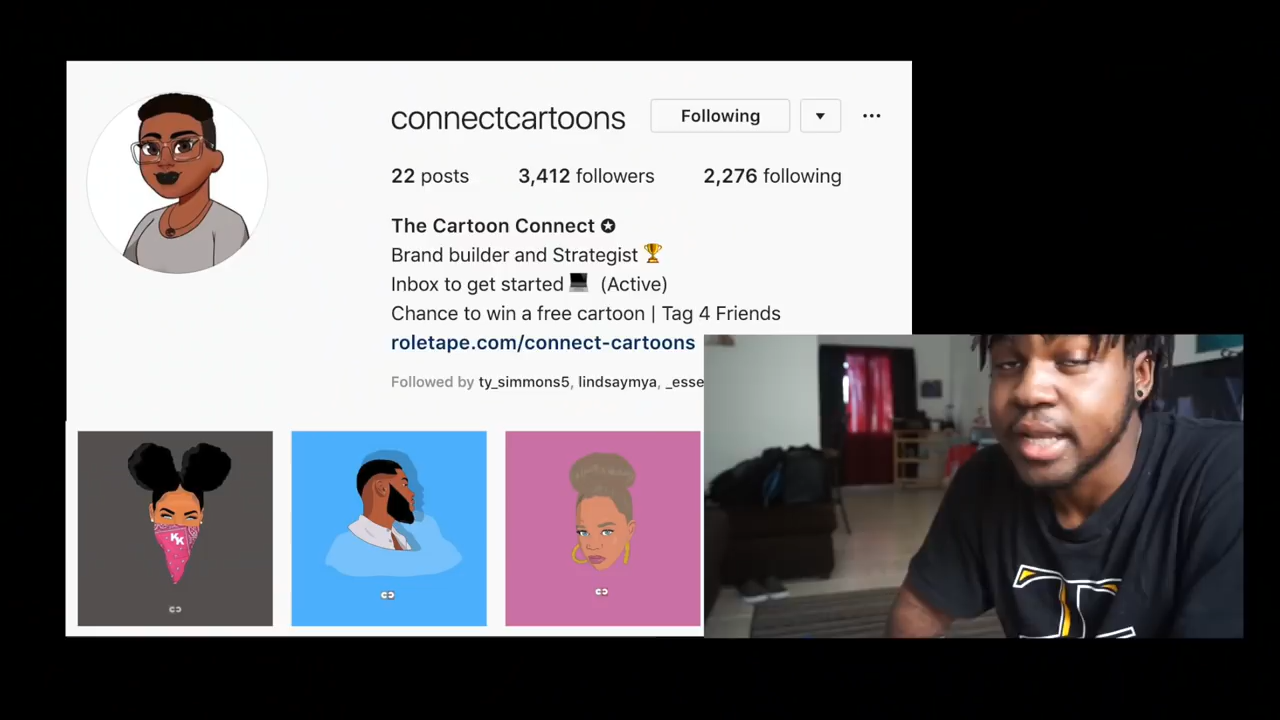 connectcartoons
Following
22 posts
3,412 followers
2,276 following
The Cartoon Connect
Brand builder and Strategist 🏆
Inbox to get started 💻 (Active)
Chance to win a free cartoon | Tag 4 Friends
roletape.com/connect-cartoons
Followed by ty_simmons5, lindsaymya, _esse
KK